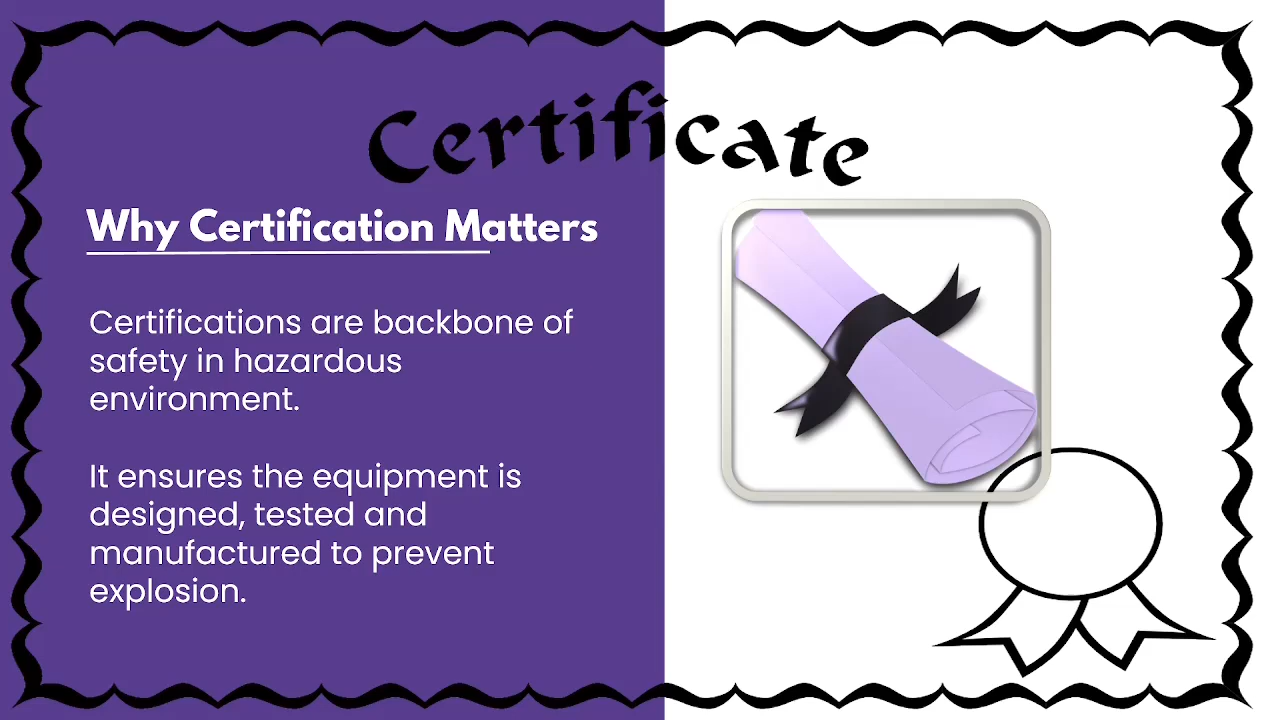 Certificate
Why Certification Matters
Certifications are backbone of
safety in hazardous
environment.
It ensures the equipment is
designed, tested and
manufactured to prevent
explosion.